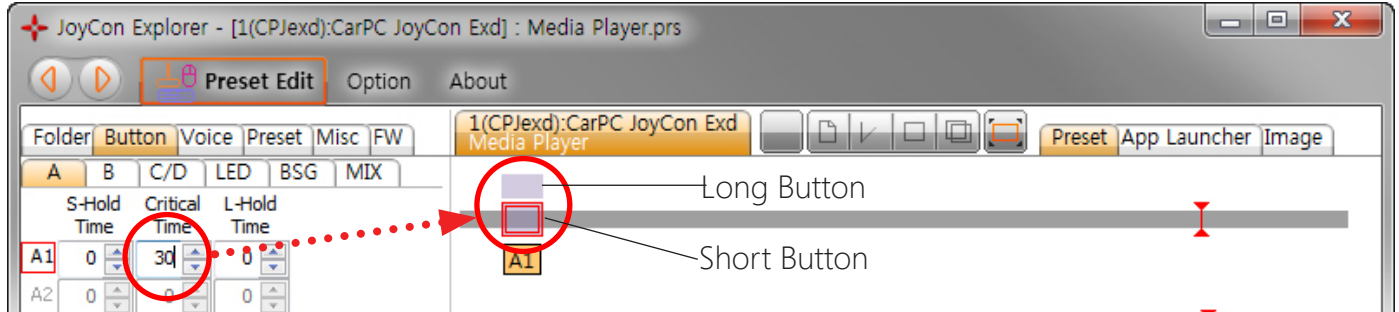 JoyCon Explorer - [1(CPJexd):CarPC JoyCon Exd] : Media Player.prs
Preset Edit Option About
Folder Button Voice Preset Misc FW
1(CPJexd):CarPC JoyCon Exd
Media Player
Preset App Launcher Image
A B C/D LED BSG MIX
S-Hold Time
Critical Time
L-Hold Time
Long Button
A1 0 30 0
A1
Short Button
A2 0 0 0